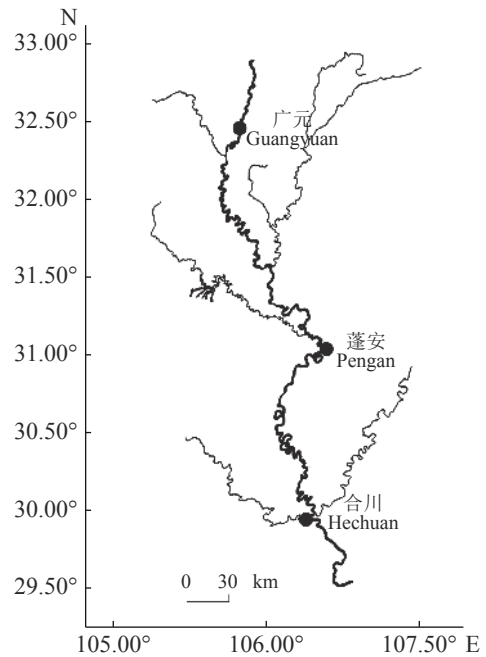 N
33.00°
广元
32.50°
Guangyuan
32.00°
31.50°
蓬安
31.00°
Pengan
30.50°
合川
30.00°
Hechuan
0 30 km
29.50°
105.00° 106.00° 107.50° E